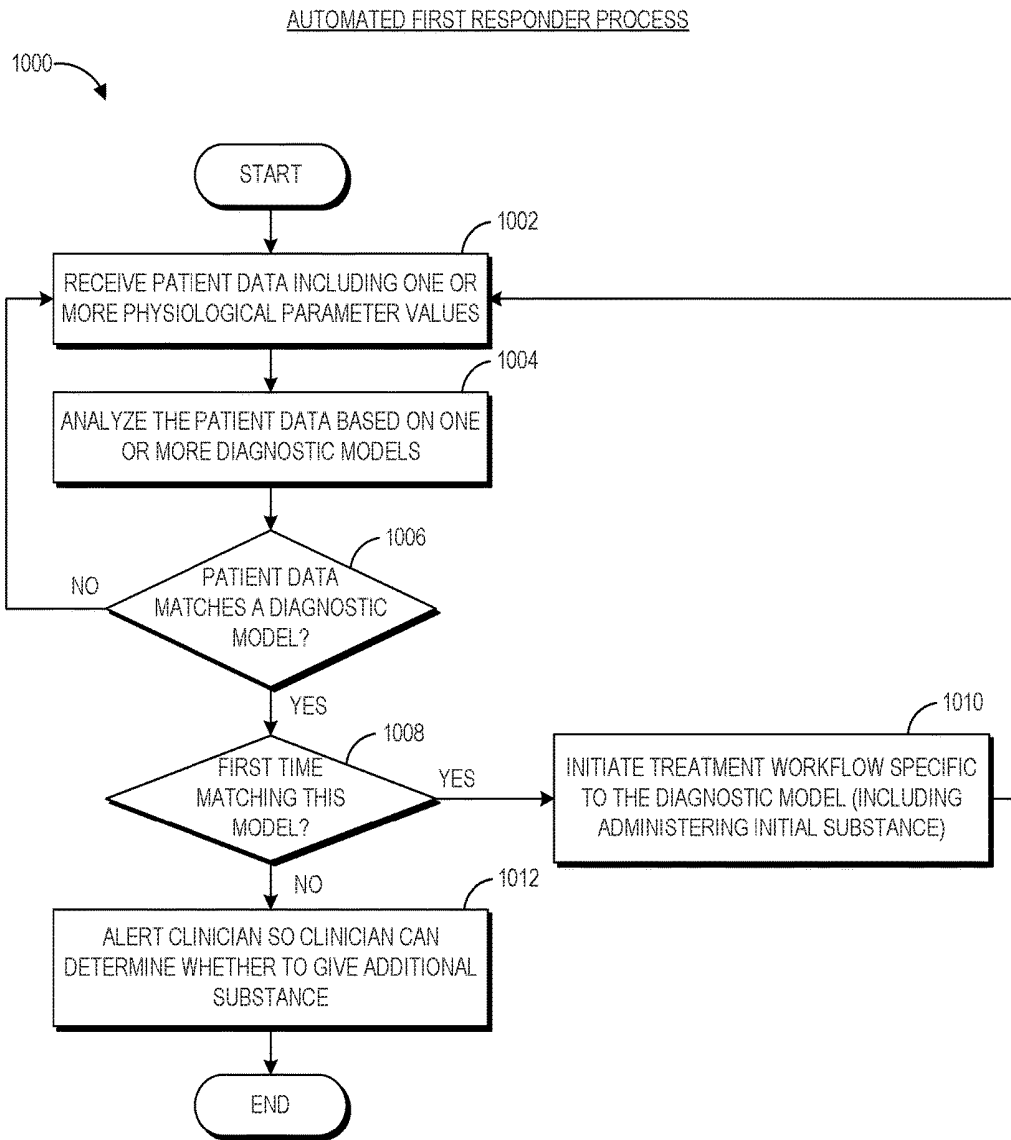 AUTOMATED FIRST RESPONDER PROCESS
1000
START
1002
RECEIVE PATIENT DATA INCLUDING ONE OR
MORE PHYSIOLOGICAL PARAMETER VALUES
1004
ANALYZE THE PATIENT DATA BASED ON ONE
OR MORE DIAGNOSTIC MODELS
1006
NO
PATIENT DATA
MATCHES A DIAGNOSTIC
MODEL?
YES
1008
FIRST TIME
MATCHING THIS
MODEL?
YES
1010
INITIATE TREATMENT WORKFLOW SPECIFIC
TO THE DIAGNOSTIC MODEL (INCLUDING
ADMINISTERING INITIAL SUBSTANCE)
NO
1012
ALERT CLINICIAN SO CLINICIAN CAN
DETERMINE WHETHER TO GIVE ADDITIONAL
SUBSTANCE
END